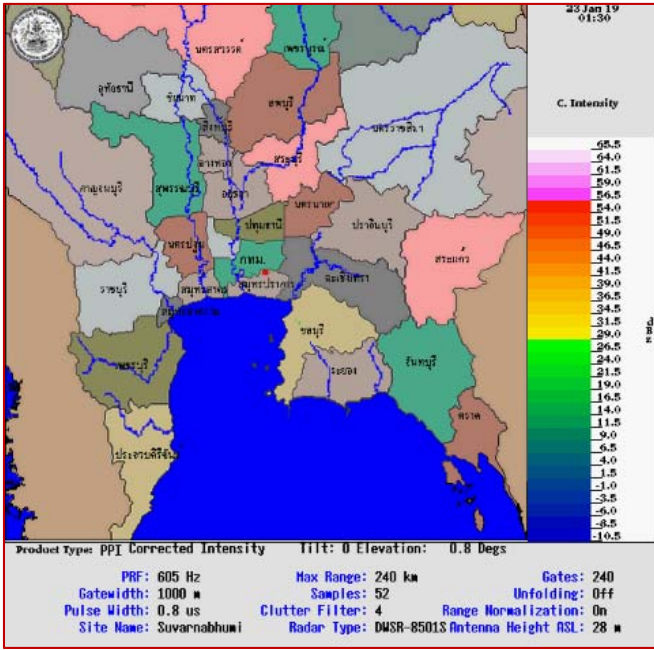 23 Jan 19
01:30
นครสวรรค์
เพชรบูรณ์
อุทัยธานี
ชัยนาท
ลพบุรี
สิงหบุรี
นครราชสีมา
อ่างทอง
สระบุรี
กาญจนบุรี
สุพรรณบุรี
อยุธยา
นครนายก
ปทุมธานี
ปราจีนบุรี
นครปฐม
กทม.
สระแก้ว
ราชบุรี
สมุทรสาคร
สมุทรปราการ
ฉะเชิงเทรา
ชลบุรี
เพชรบุรี
ระยอง
จันทบุรี
ตราด
ประจวบคีรีขันธ์
C. Intensity
65.5
64.0
61.5
59.0
56.5
54.0
51.5
49.0
46.5
44.0
41.5
39.0
36.5
34.0
31.5
29.0
26.5
24.0
21.5
19.0
16.5
14.0
11.5
9.0
6.5
4.0
1.5
-1.0
-3.5
-6.0
-8.5
-10.5
Product Type: PPI Corrected Intensity Tilt: 0 Elevation: 0.8 Degs
PRF: 605 Hz Max Range: 240 km Gates: 240
Gatewidth: 1000 m Samples: 52 Unfolding: Off
Pulse Width: 0.8 us Clutter Filter: 4 Range Normalization: On
Site Name: Suvarnabhumi Radar Type: DWSR-8501S Antenna Height ASL: 28 m